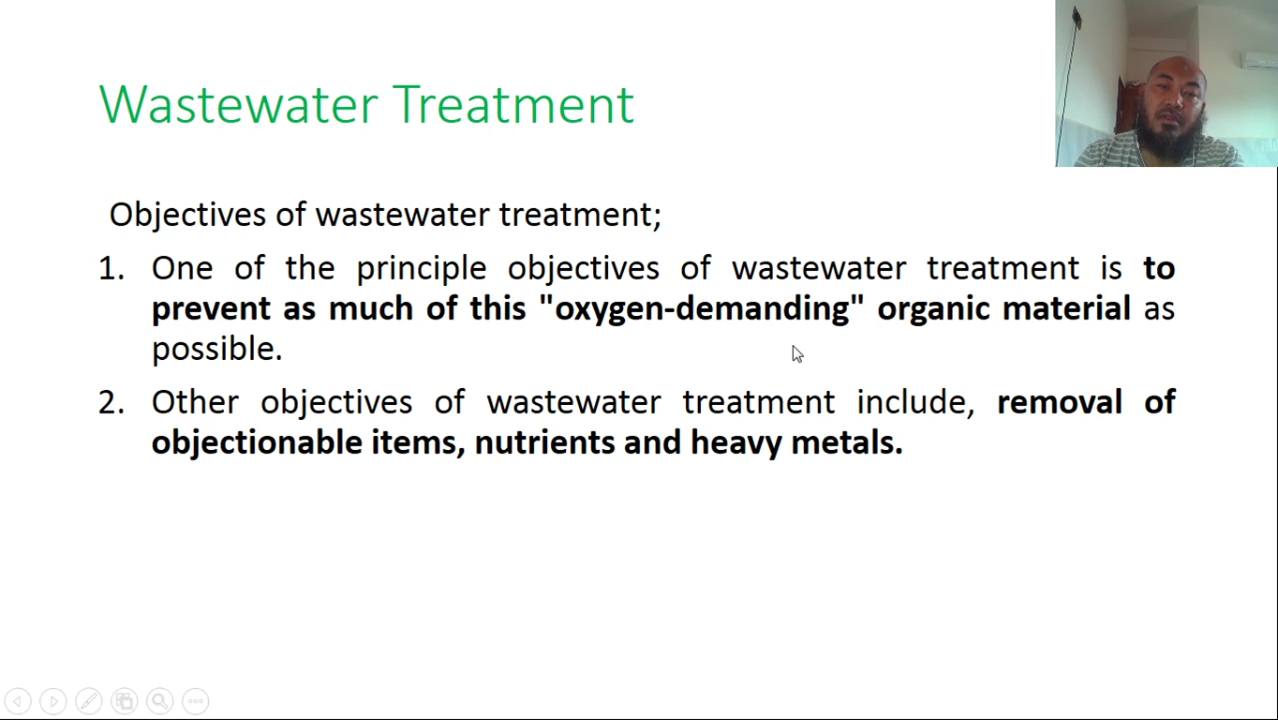 Wastewater Treatment
Objectives of wastewater treatment;
1. One of the principle objectives of wastewater treatment is to
prevent as much of this "oxygen-demanding" organic material as
possible.
2. Other objectives of wastewater treatment include, removal of
objectionable items, nutrients and heavy metals.